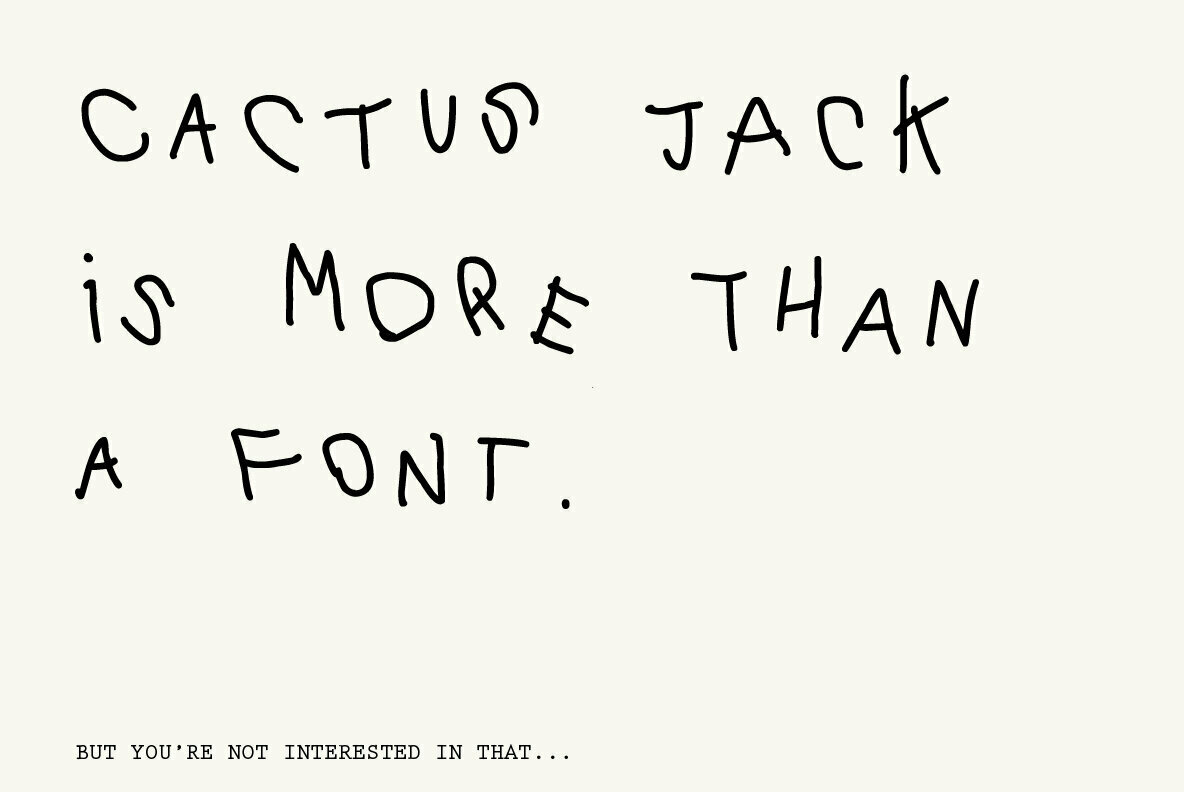 CACTUS JACK
iS MORE THAN
A FONT.
BUT YOU’RE NOT INTERESTED IN THAT...